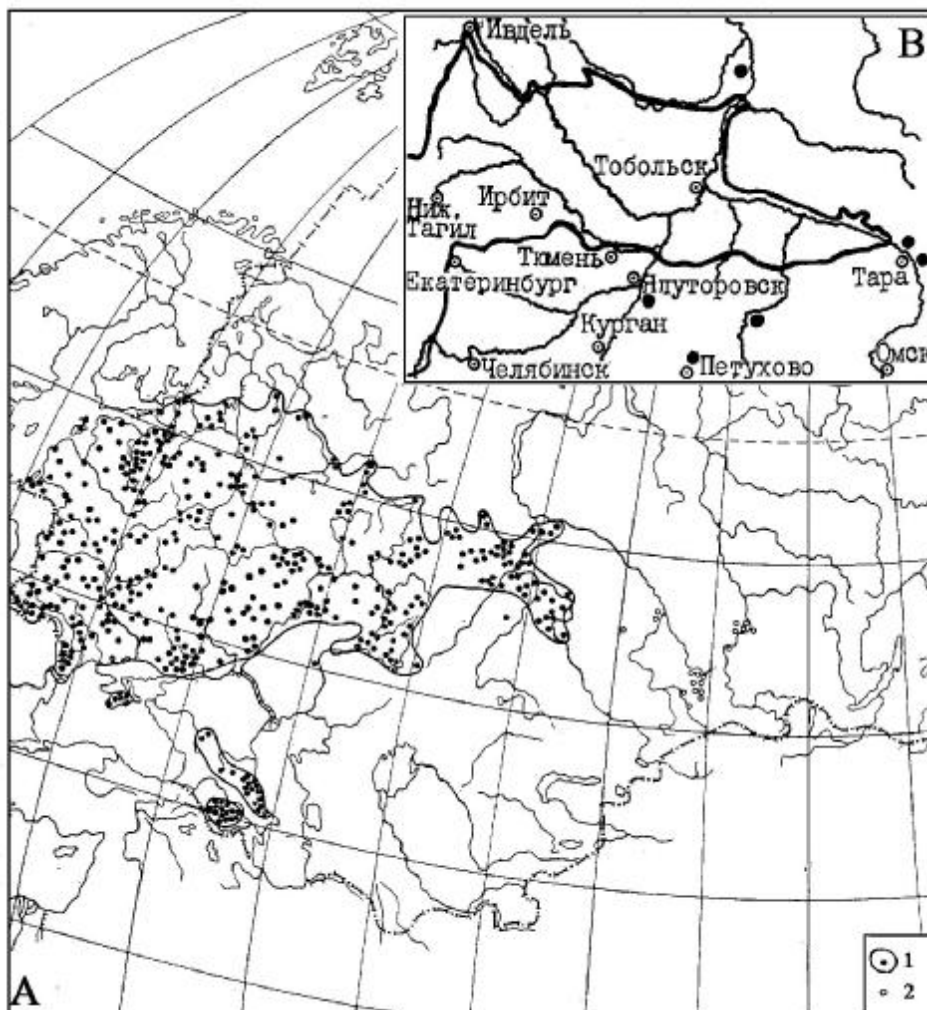 B
Ивдель
Тобольск
Ирбит
Ниж.
Тагил
Тюмень
Тара
Екатеринбург
Ялуторовск
Курган
Челябинск
Петухово
Омск
A
1
2